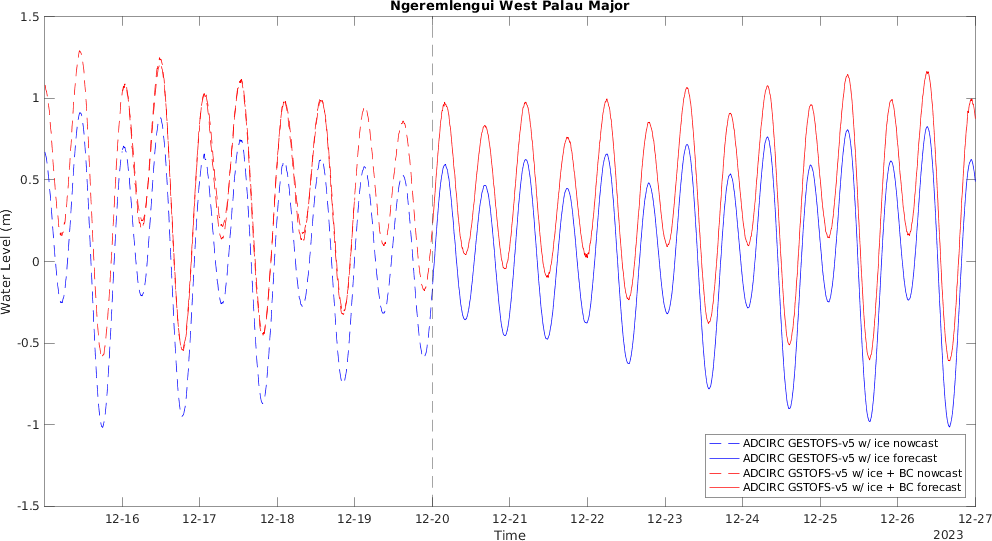 Ngeremlengui West Palau Major
1.5
1
0.5
0
-0.5
-1
-1.5
Water Level (m)
ADCIRC GESTOFS-v5 w/ ice nowcast
ADCIRC GESTOFS-v5 w/ ice forecast
ADCIRC GSTOFS-v5 w/ ice + BC nowcast
ADCIRC GSTOFS-v5 w/ ice + BC forecast
12-16 12-17 12-18 12-19 12-20 12-21 12-22 12-23 12-24 12-25 12-26 12-27
Time
2023